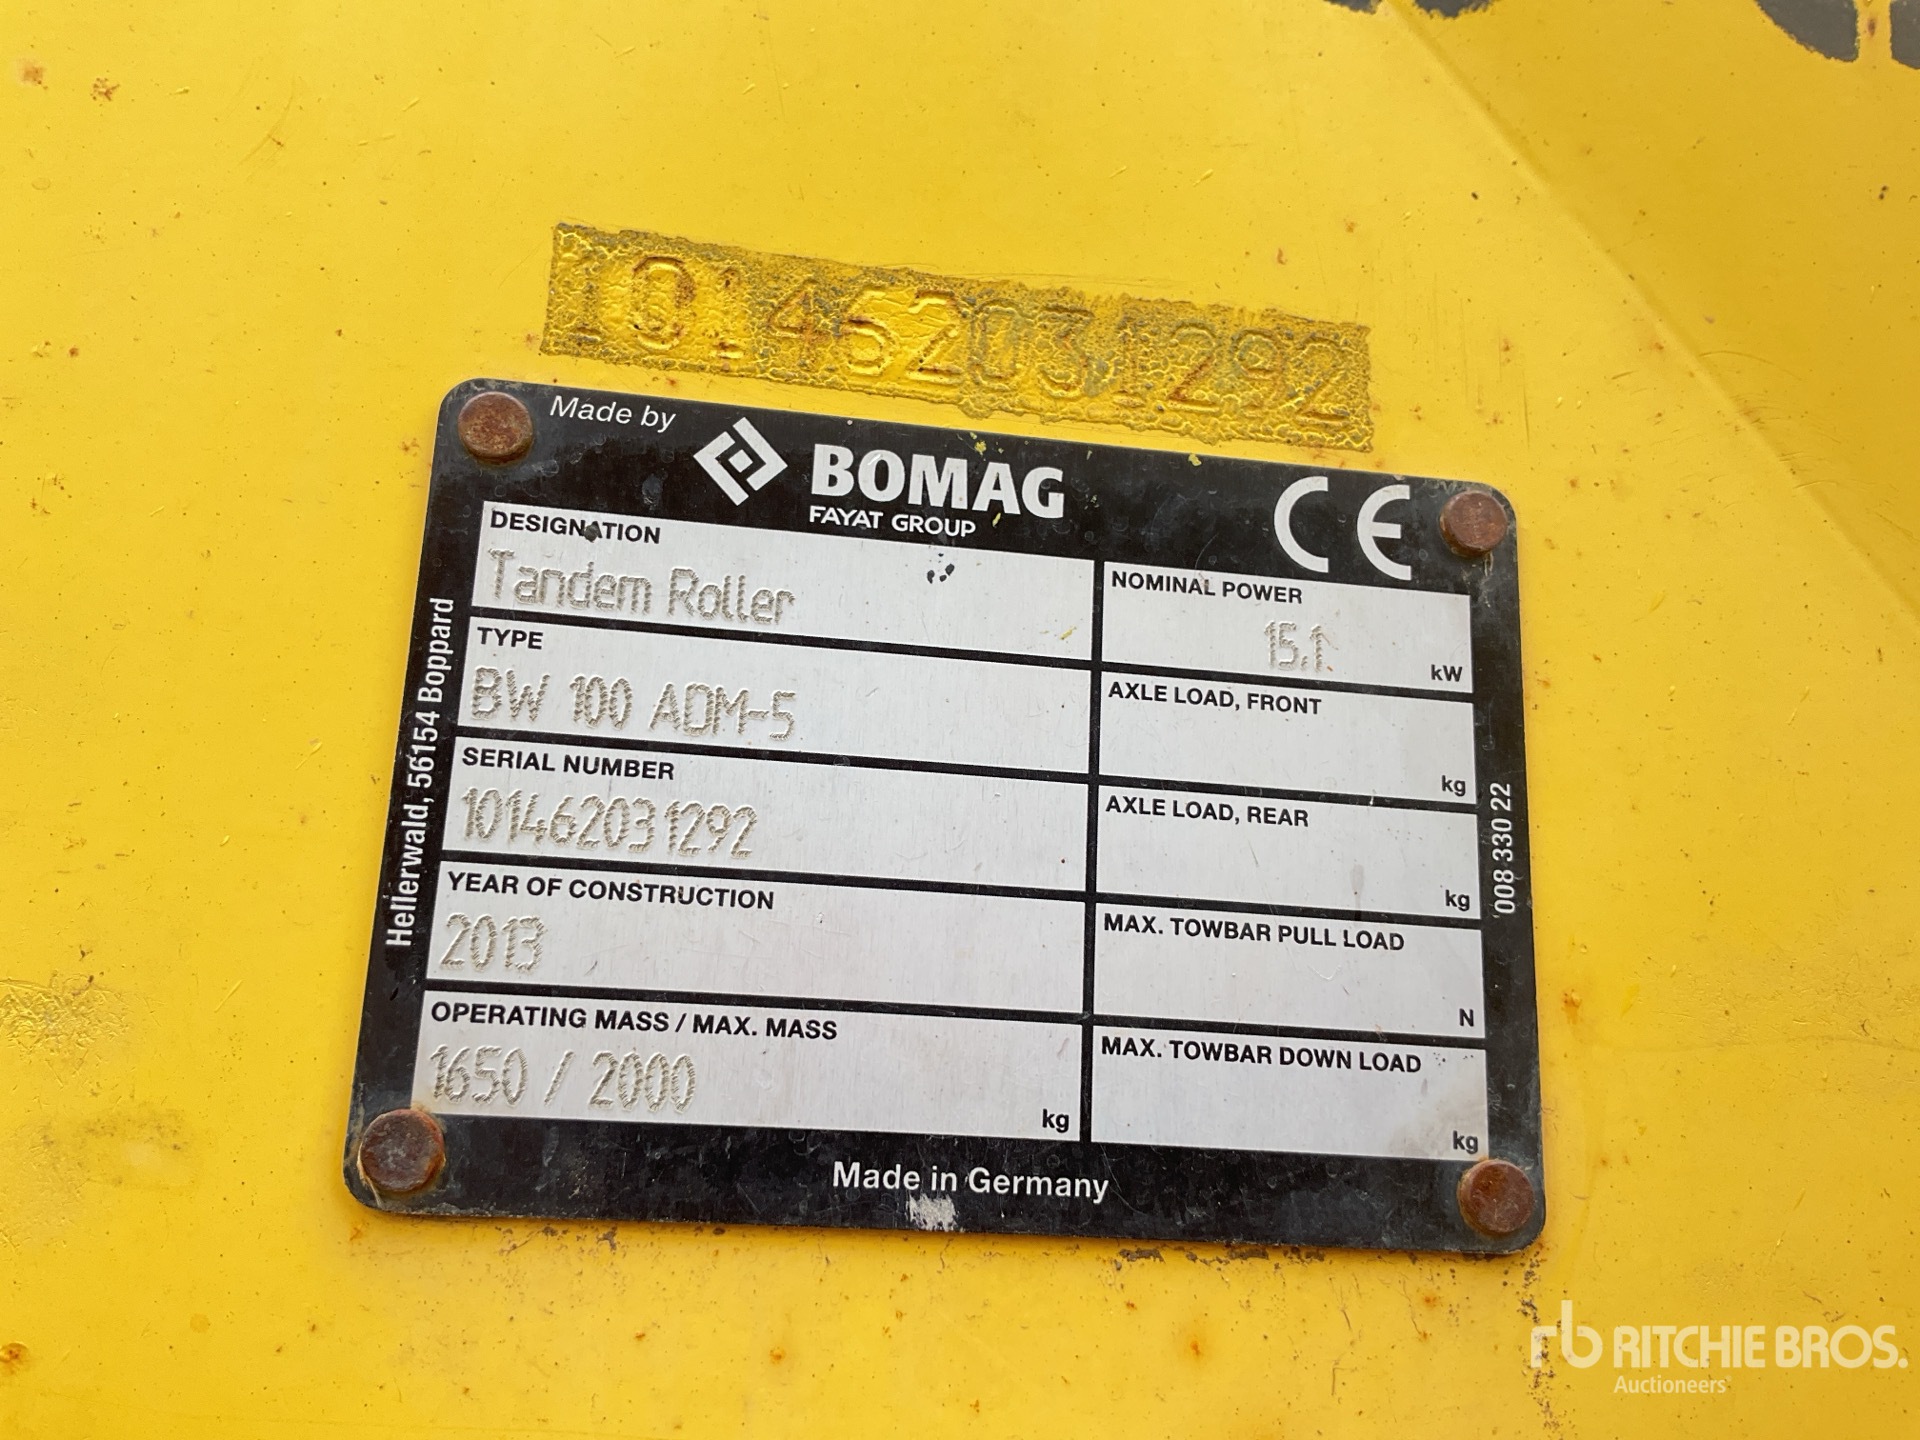 101462031292
Made by
BOMAG
FAYAT GROUP
CE
DESIGNATION
Tandem Roller
TYPE
BW 100 ADM-5
SERIAL NUMBER
101462031292
YEAR OF CONSTRUCTION
2013
OPERATING MASS / MAX. MASS
1650 / 2000
kg
NOMINAL POWER
15.1
kW
AXLE LOAD, FRONT
kg
AXLE LOAD, REAR
kg
MAX. TOWBAR PULL LOAD
N
MAX. TOWBAR DOWN LOAD
kg
Hellerwald, 56154 Boppard
008 330 22
Made in Germany
rb RITCHIE BROS.
Auctioneers